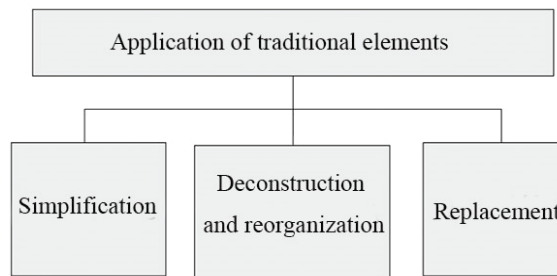 Application of traditional elements
Simplification
Deconstruction
and reorganization
Replacement